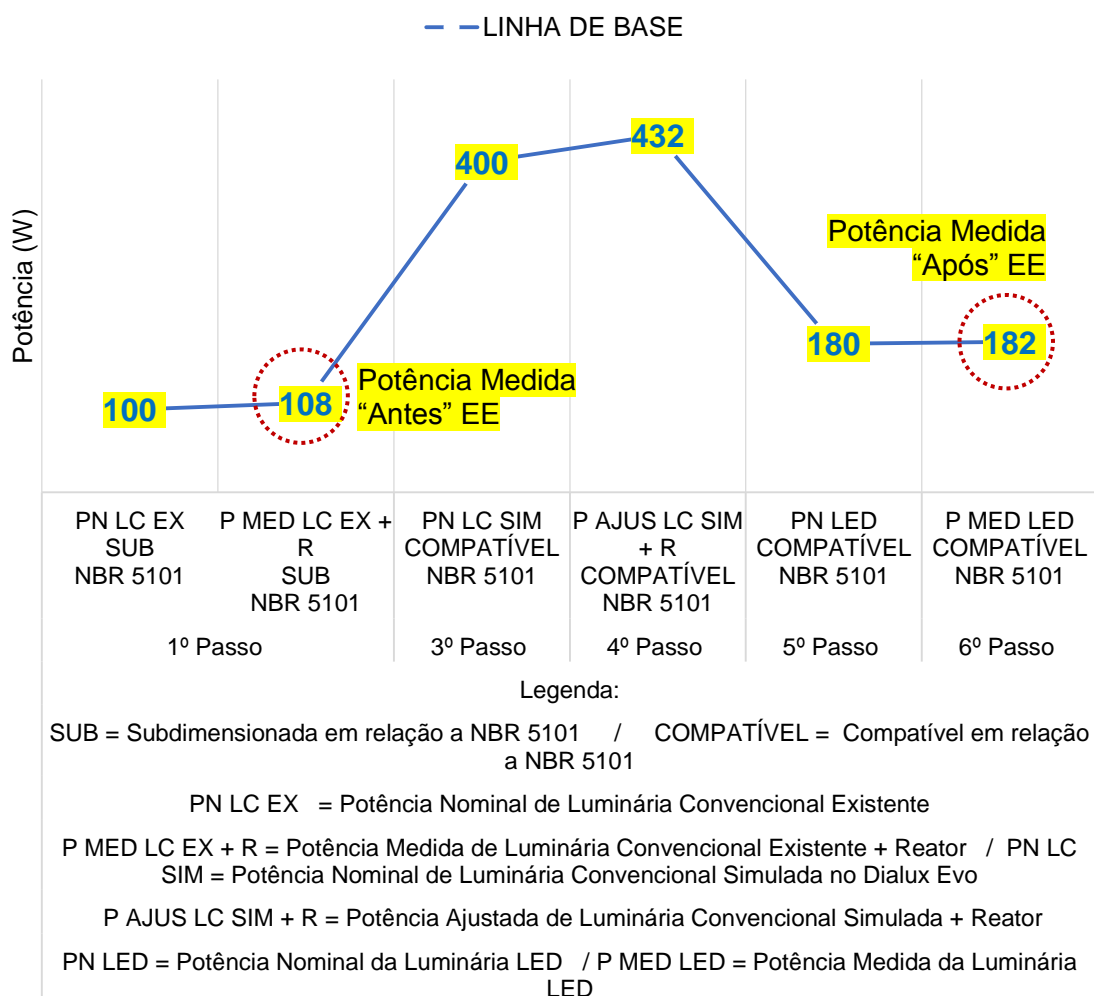 LINHA DE BASE
Potência (W)
400
432
Potência Medida
“Após” EE
180
182
Potência Medida
“Antes” EE
100
108
PN LC EX
SUB
NBR 5101
P MED LC EX +
R
SUB
NBR 5101
PN LC SIM
COMPATÍVEL
NBR 5101
P AJUS LC SIM
+ R
COMPATÍVEL
NBR 5101
PN LED
COMPATÍVEL
NBR 5101
P MED LED
COMPATÍVEL
NBR 5101
1º Passo
3º Passo
4º Passo
5º Passo
6º Passo
Legenda:
SUB = Subdimensionada em relação a NBR 5101 / COMPATÍVEL = Compatível em relação
a NBR 5101
PN LC EX = Potência Nominal de Luminária Convencional Existente
P MED LC EX + R = Potência Medida de Luminária Convencional Existente + Reator / PN LC
SIM = Potência Nominal de Luminária Convencional Simulada no Dialux Evo
P AJUS LC SIM + R = Potência Ajustada de Luminária Convencional Simulada + Reator
PN LED = Potência Nominal da Luminária LED / P MED LED = Potência Medida da Luminária
LED